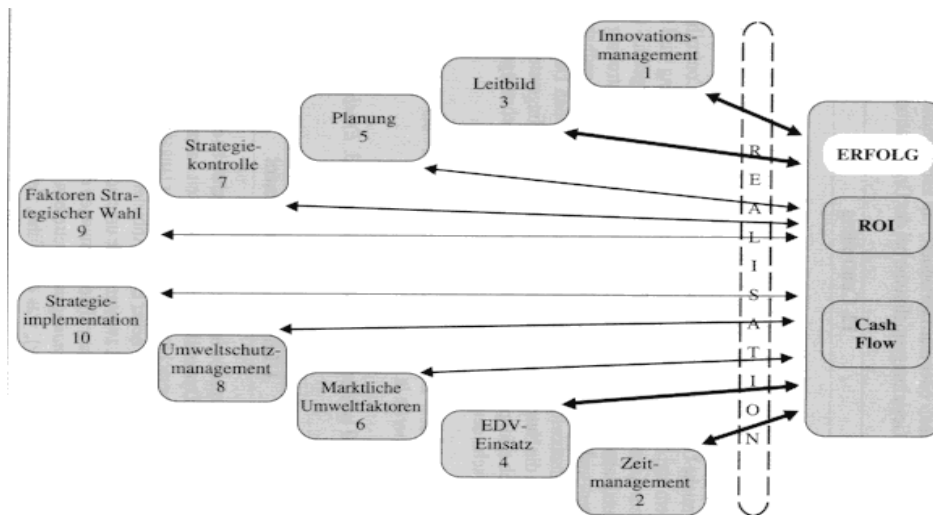 Innovations-
management
1
Leitbild
3
Planung
5
Strategie-
kontrolle
7
Faktoren Stra-
tegischer Wahl
9
Strategie-
implementation
10
Umweltschutz-
management
8
Marktliche
Umweltfaktoren
6
EDV-
Einsatz
4
Zeit-
management
2
R
E
A
L
I
S
A
T
I
O
N
ERFOLG
ROI
Cash
Flow